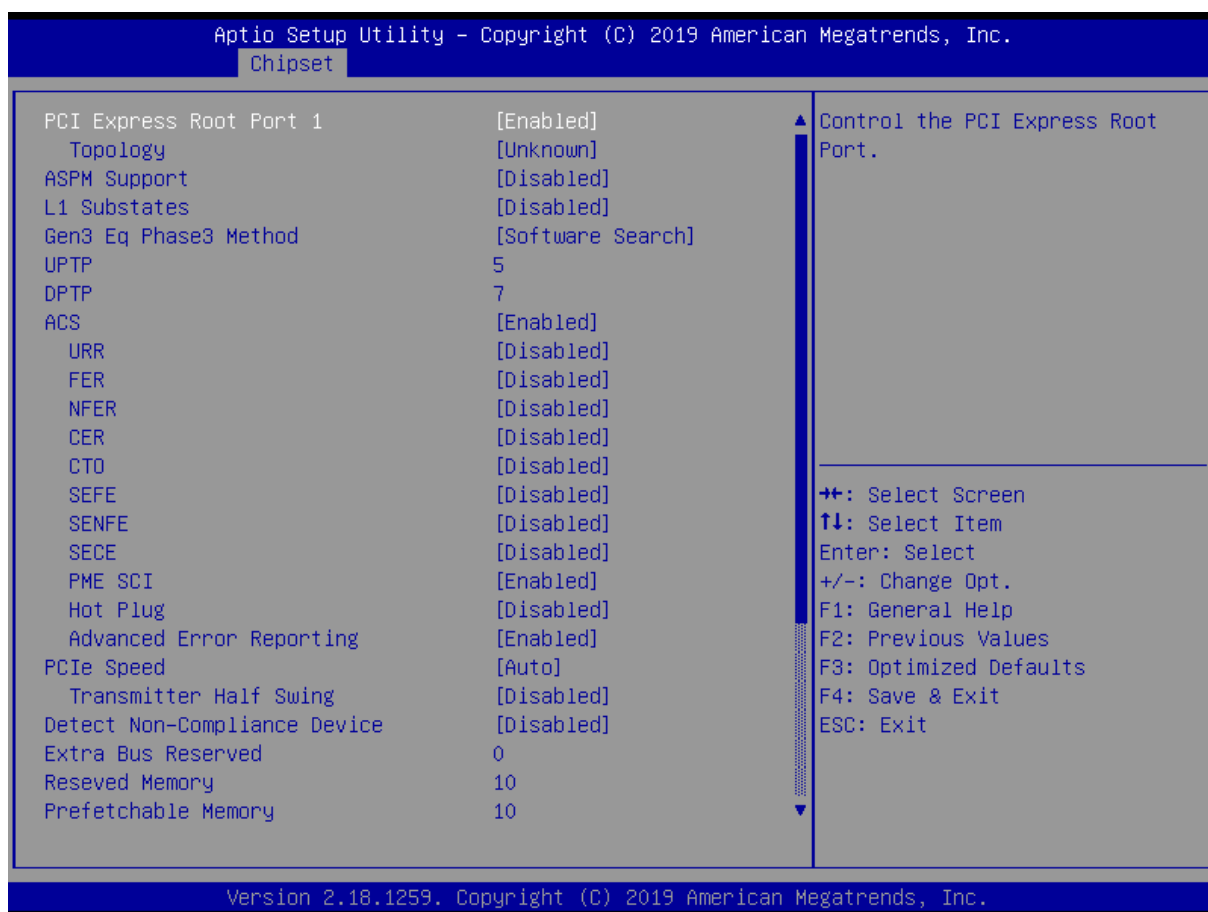 Aptio Setup Utility – Copyright (C) 2019 American Megatrends, Inc.
Chipset
PCI Express Root Port 1 [Enabled]
Topology [Unknown]
ASPM Support [Disabled]
L1 Substates [Disabled]
Gen3 Eq Phase3 Method [Software Search]
UPTP 5
DPTP 7
ACS [Enabled]
URR [Disabled]
FER [Disabled]
NFER [Disabled]
CER [Disabled]
CTO [Disabled]
SEFE [Disabled]
SENFE [Disabled]
SECE [Disabled]
PME SCI [Enabled]
Hot Plug [Disabled]
Advanced Error Reporting [Enabled]
PCIe Speed [Auto]
Transmitter Half Swing [Disabled]
Detect Non-Compliance Device [Disabled]
Extra Bus Reserved 0
Reseved Memory 10
Prefetchable Memory 10
Control the PCI Express Root
Port.
→←: Select Screen
↑↓: Select Item
Enter: Select
+/-: Change Opt.
F1: General Help
F2: Previous Values
F3: Optimized Defaults
F4: Save & Exit
ESC: Exit
Version 2.18.1259. Copyright (C) 2019 American Megatrends, Inc.